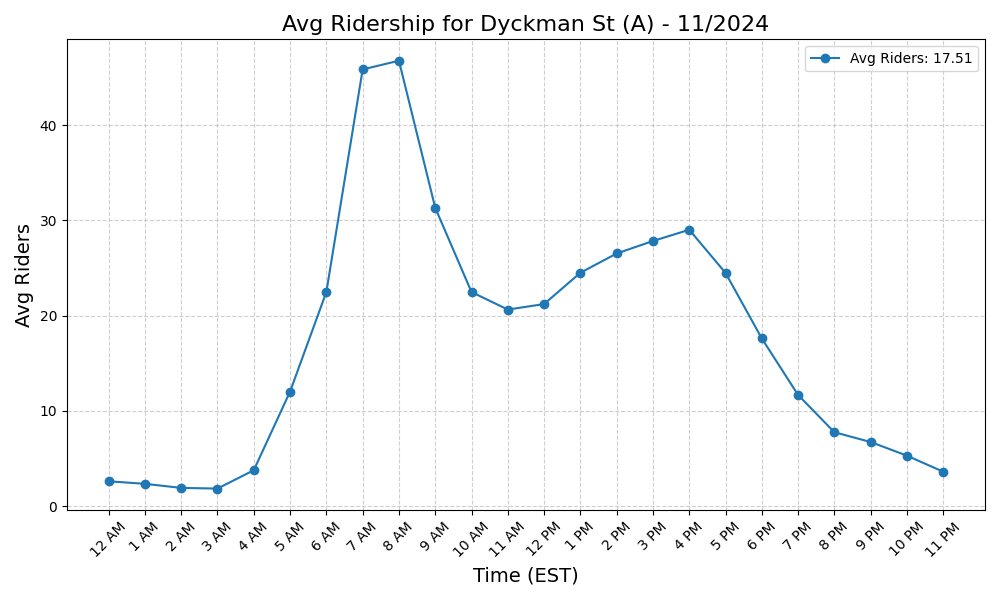 Avg Ridership for Dyckman St (A) - 11/2024
Avg Riders: 17.51
Avg Riders
40
30
20
10
0
12 AM 1 AM 2 AM 3 AM 4 AM 5 AM 6 AM 7 AM 8 AM 9 AM 10 AM 11 AM 12 PM 1 PM 2 PM 3 PM 4 PM 5 PM 6 PM 7 PM 8 PM 9 PM 10 PM 11 PM
Time (EST)